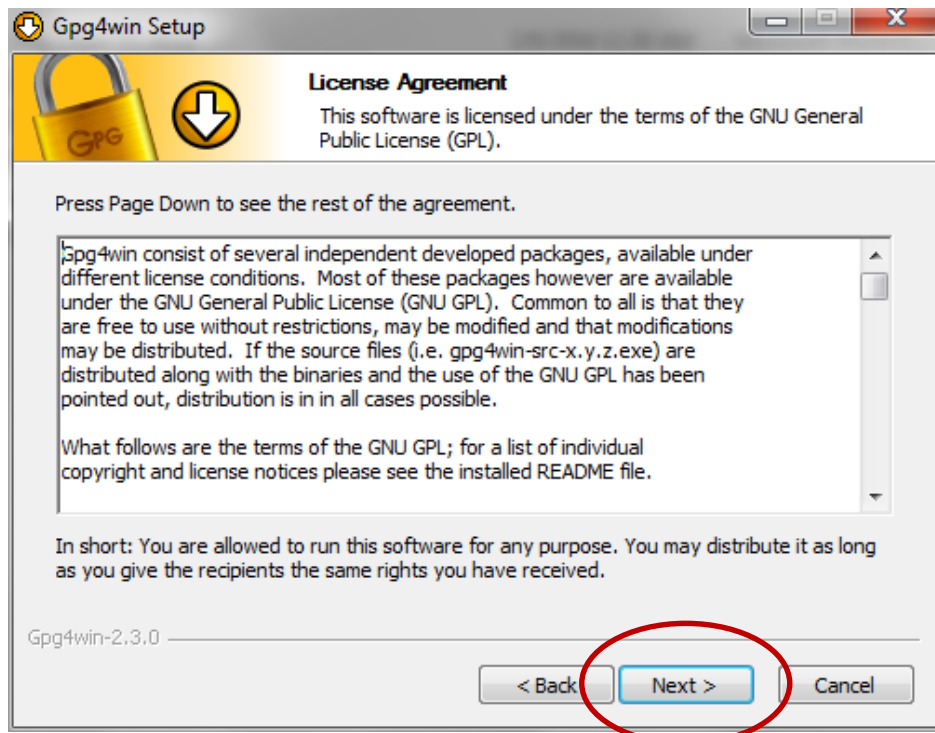 Gpg4win Setup
License Agreement
This software is licensed under the terms of the GNU General
Public License (GPL).
GPG
Press Page Down to see the rest of the agreement.
Gpg4win consist of several independent developed packages, available under
different license conditions.  Most of these packages however are available
under the GNU General Public License (GNU GPL).  Common to all is that they
are free to use without restrictions, may be modified and that modifications
may be distributed.  If the source files (i.e. gpg4win-src-x.y.z.exe) are
distributed along with the binaries and the use of the GNU GPL has been
pointed out, distribution is in in all cases possible.
What follows are the terms of the GNU GPL; for a list of individual
copyright and license notices please see the installed README file.
In short: You are allowed to run this software for any purpose. You may distribute it as long
as you give the recipients the same rights you have received.
Gpg4win-2.3.0
< Back Next > Cancel